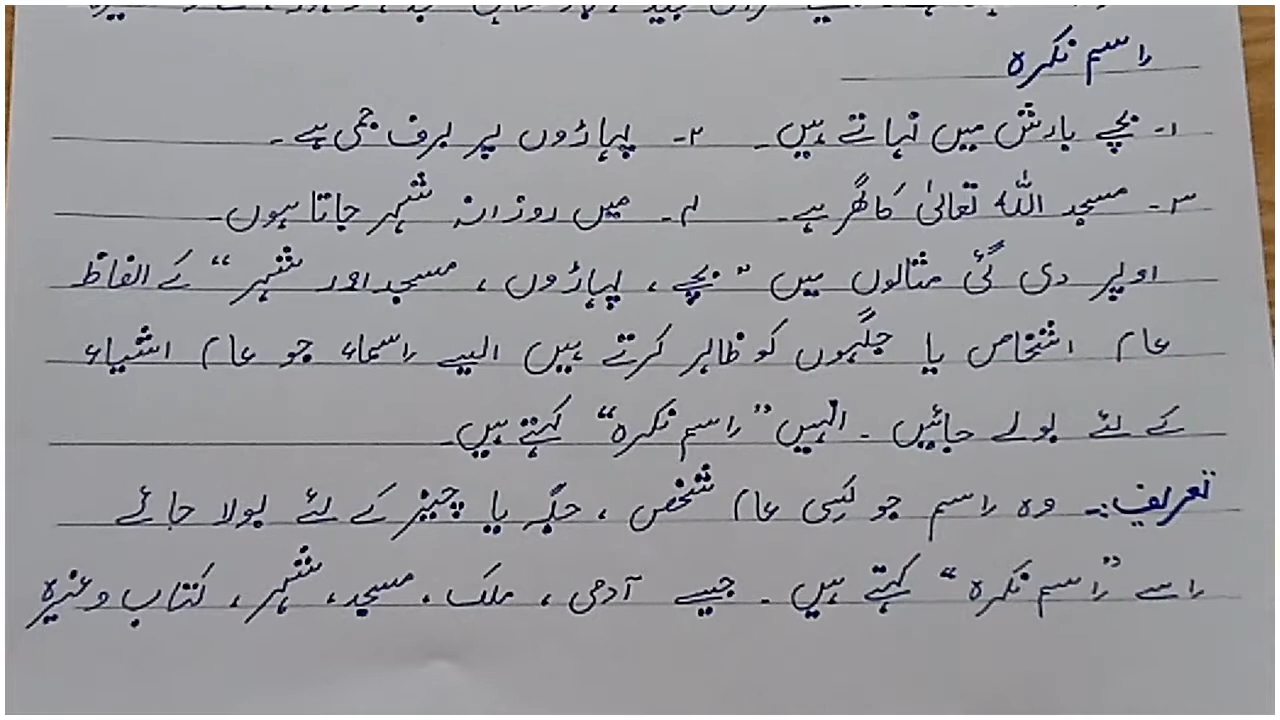 اسم نکرہ
۱- بچے بارش میں نہاتے ہیں۔ ۲- پہاڑوں پر برف جمی ہے۔
۳- مسجد اللہ تعالیٰ کا گھر ہے۔ ۴- میں روزانہ شہر جاتا ہوں۔
اوپر دی گئی مثالوں میں "بچے ، پہاڑوں ، مسجد اور شہر" کے الفاظ
عام اشخاص یا جگہوں کو ظاہر کرتے ہیں ایسے اسماء جو عام اشیاء
کے لئے بولے جائیں ۔ انہیں "اسم نکرہ" کہتے ہیں۔
تعریف:۔ وہ اسم جو کسی عام شخص ، جگہ یا چیز کے لئے بولا جائے
اسے "اسم نکرہ" کہتے ہیں ۔ جیسے آدمی ، ملک ، مسجد ، شہر ، کتاب وغیرہ